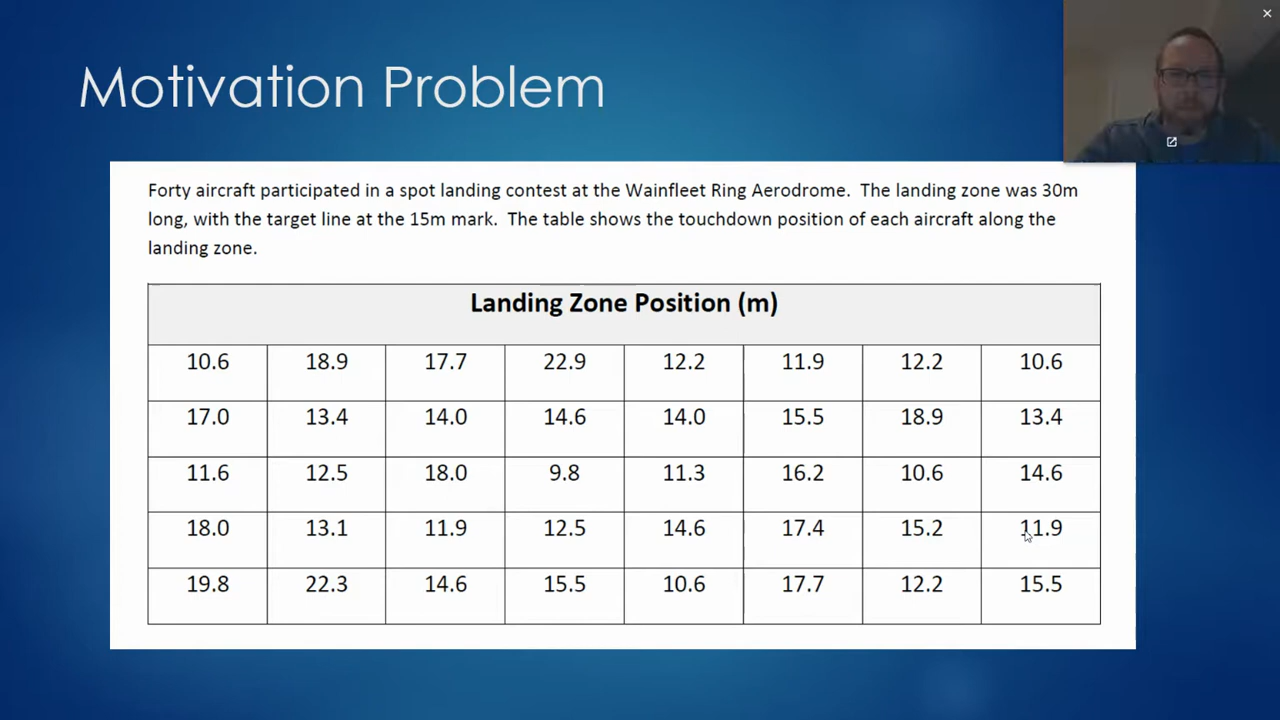 Motivation Problem
Forty aircraft participated in a spot landing contest at the Wainfleet Ring Aerodrome.  The landing zone was 30m
long, with the target line at the 15m mark.  The table shows the touchdown position of each aircraft along the
landing zone.
Landing Zone Position (m)
10.6 18.9 17.7 22.9 12.2 11.9 12.2 10.6
17.0 13.4 14.0 14.6 14.0 15.5 18.9 13.4
11.6 12.5 18.0 9.8 11.3 16.2 10.6 14.6
18.0 13.1 11.9 12.5 14.6 17.4 15.2 11.9
19.8 22.3 14.6 15.5 10.6 17.7 12.2 15.5